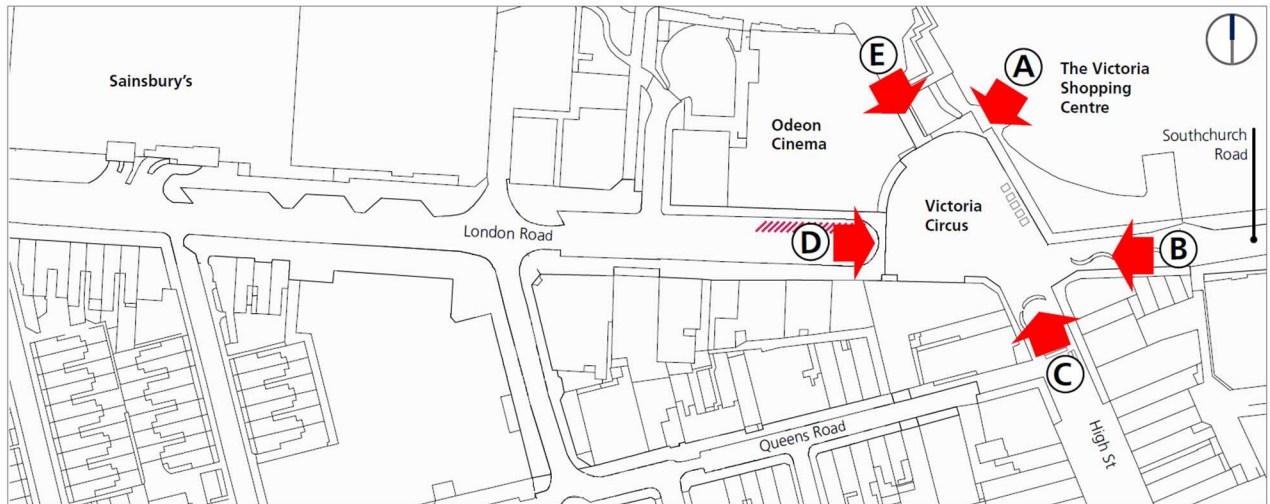 Sainsbury's
E
A
The Victoria
Shopping
Centre
Odeon
Cinema
Southchurch
Road
Victoria
Circus
London Road
D
B
C
Queens Road
High St